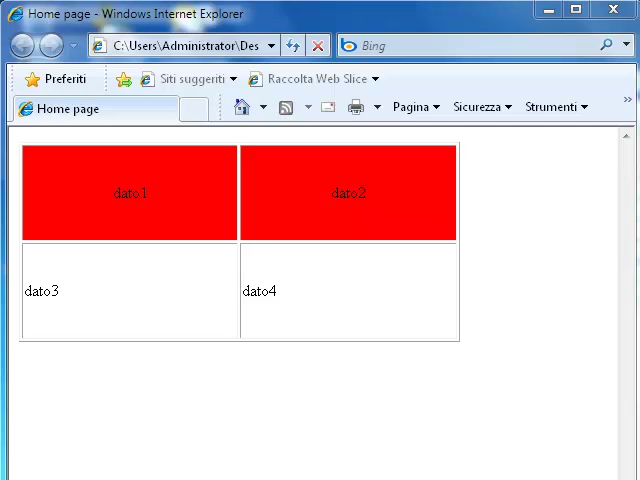 Home page - Windows Internet Explorer
C:\Users\Administrator\Des
Bing
Preferiti
Siti suggeriti
Raccolta Web Slice
Home page
Pagina
Sicurezza
Strumenti
»
dato1
dato2
dato3
dato4